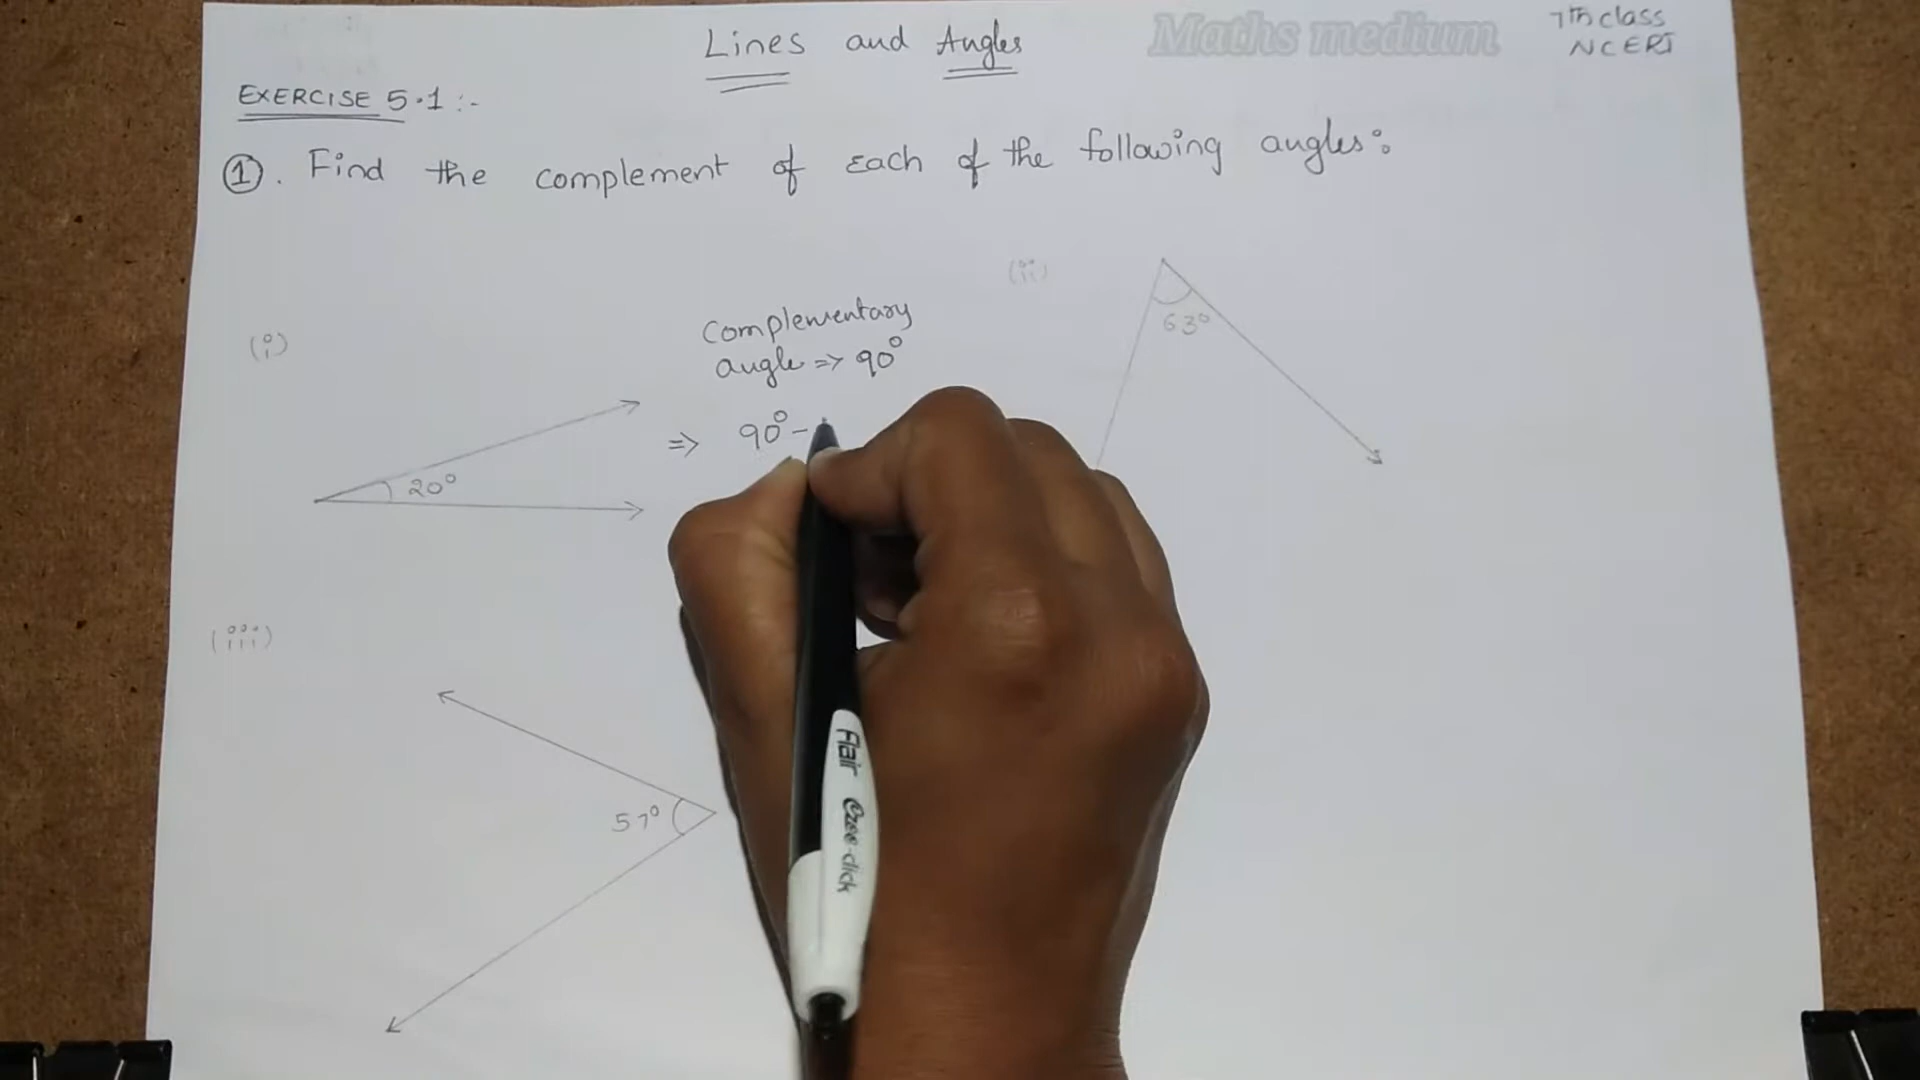 Lines and Angles
Maths medium
7th class
NCERT
EXERCISE 5.1 :-
①. Find the complement of Each of the following angles:
(i)
20°
Complementary
angle => 90°
=> 90° -
(ii)
63°
(iii)
57°
Flair Ezee-click